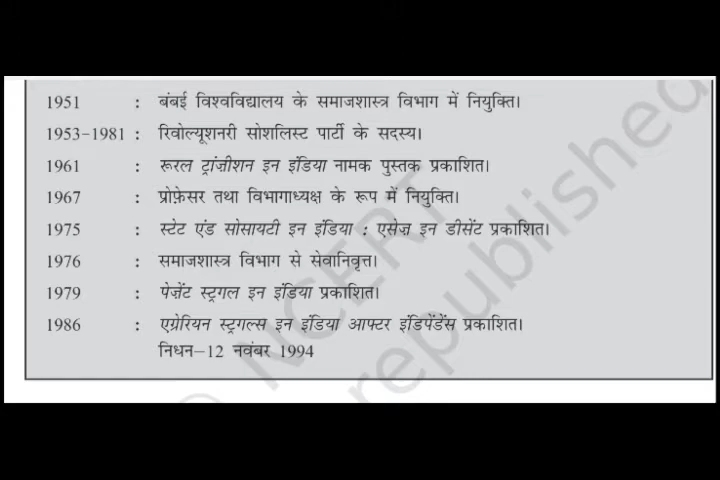 1951 : बंबई विश्वविद्यालय के समाजशास्त्र विभाग में नियुक्ति।
1953-1981 : रिवोल्यूशनरी सोशलिस्ट पार्टी के सदस्य।
1961 : रूरल ट्रांज़ीशन इन इंडिया नामक पुस्तक प्रकाशित।
1967 : प्रोफ़ेसर तथा विभागाध्यक्ष के रूप में नियुक्ति।
1975 : स्टेट एंड सोसायटी इन इंडिया : एसेज़ इन डीसेंट प्रकाशित।
1976 : समाजशास्त्र विभाग से सेवानिवृत्त।
1979 : पेज़ेंट स्ट्रगल इन इंडिया प्रकाशित।
1986 : एग्रेरियन स्ट्रगल्स इन इंडिया आफ्टर इंडिपेंडेंस प्रकाशित।
निधन–12 नवंबर 1994
© NCERT
republished